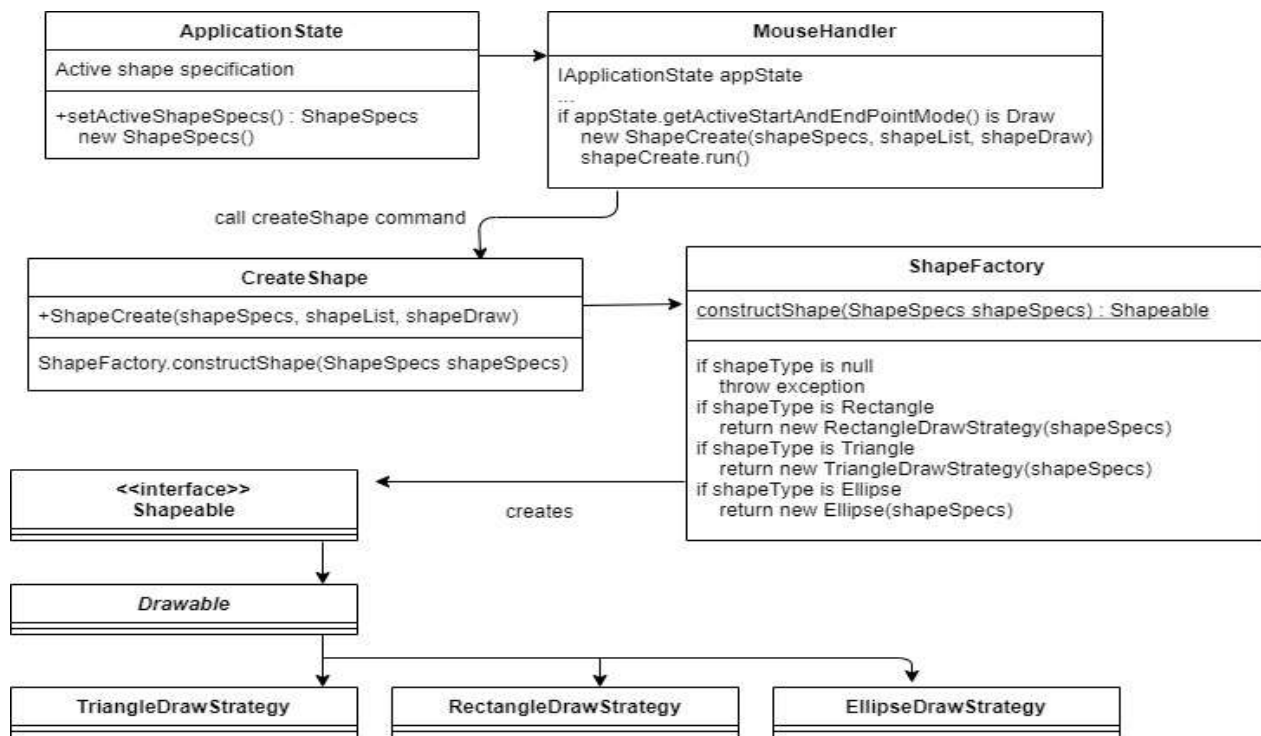 ApplicationState
Active shape specification
+setActiveShapeSpecs() : ShapeSpecs
new ShapeSpecs()
MouseHandler
IApplicationState appState
...
if appState.getActiveStartAndEndPointMode() is Draw
new ShapeCreate(shapeSpecs, shapeList, shapeDraw)
shapeCreate.run()
call createShape command
CreateShape
+ShapeCreate(shapeSpecs, shapeList, shapeDraw)
ShapeFactory.constructShape(ShapeSpecs shapeSpecs)
ShapeFactory
constructShape(ShapeSpecs shapeSpecs) : Shapeable
if shapeType is null
throw exception
if shapeType is Rectangle
return new RectangleDrawStrategy(shapeSpecs)
if shapeType is Triangle
return new TriangleDrawStrategy(shapeSpecs)
if shapeType is Ellipse
return new Ellipse(shapeSpecs)
creates
<<interface>>
Shapeable
Drawable
TriangleDrawStrategy
RectangleDrawStrategy
EllipseDrawStrategy